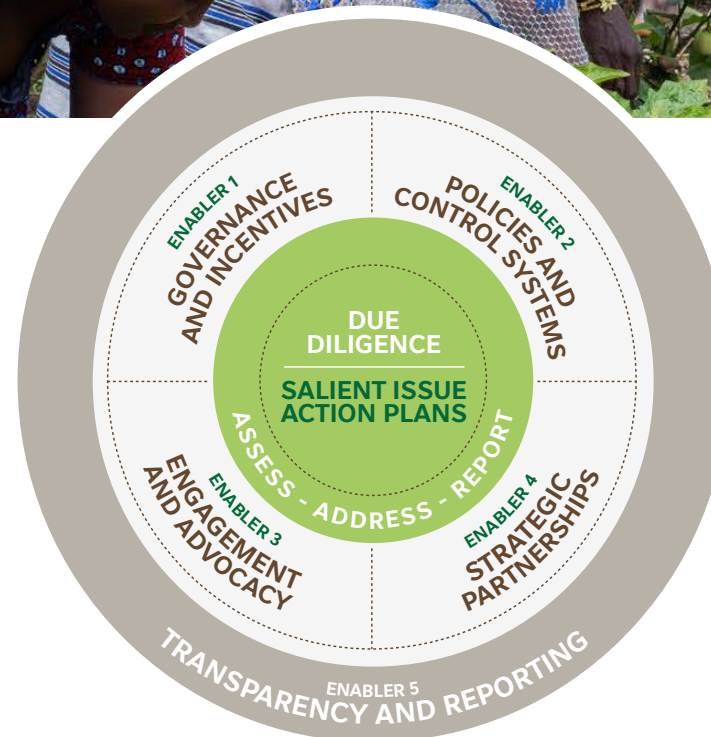 ENABLER 1
GOVERNANCE
AND INCENTIVES
ENABLER 2
POLICIES AND
CONTROL SYSTEMS
DUE
DILIGENCE
SALIENT ISSUE
ACTION PLANS
ASSESS - ADDRESS - REPORT
ENABLER 3
ENGAGEMENT
AND ADVOCACY
ENABLER 4
STRATEGIC
PARTNERSHIPS
ENABLER 5
TRANSPARENCY AND REPORTING